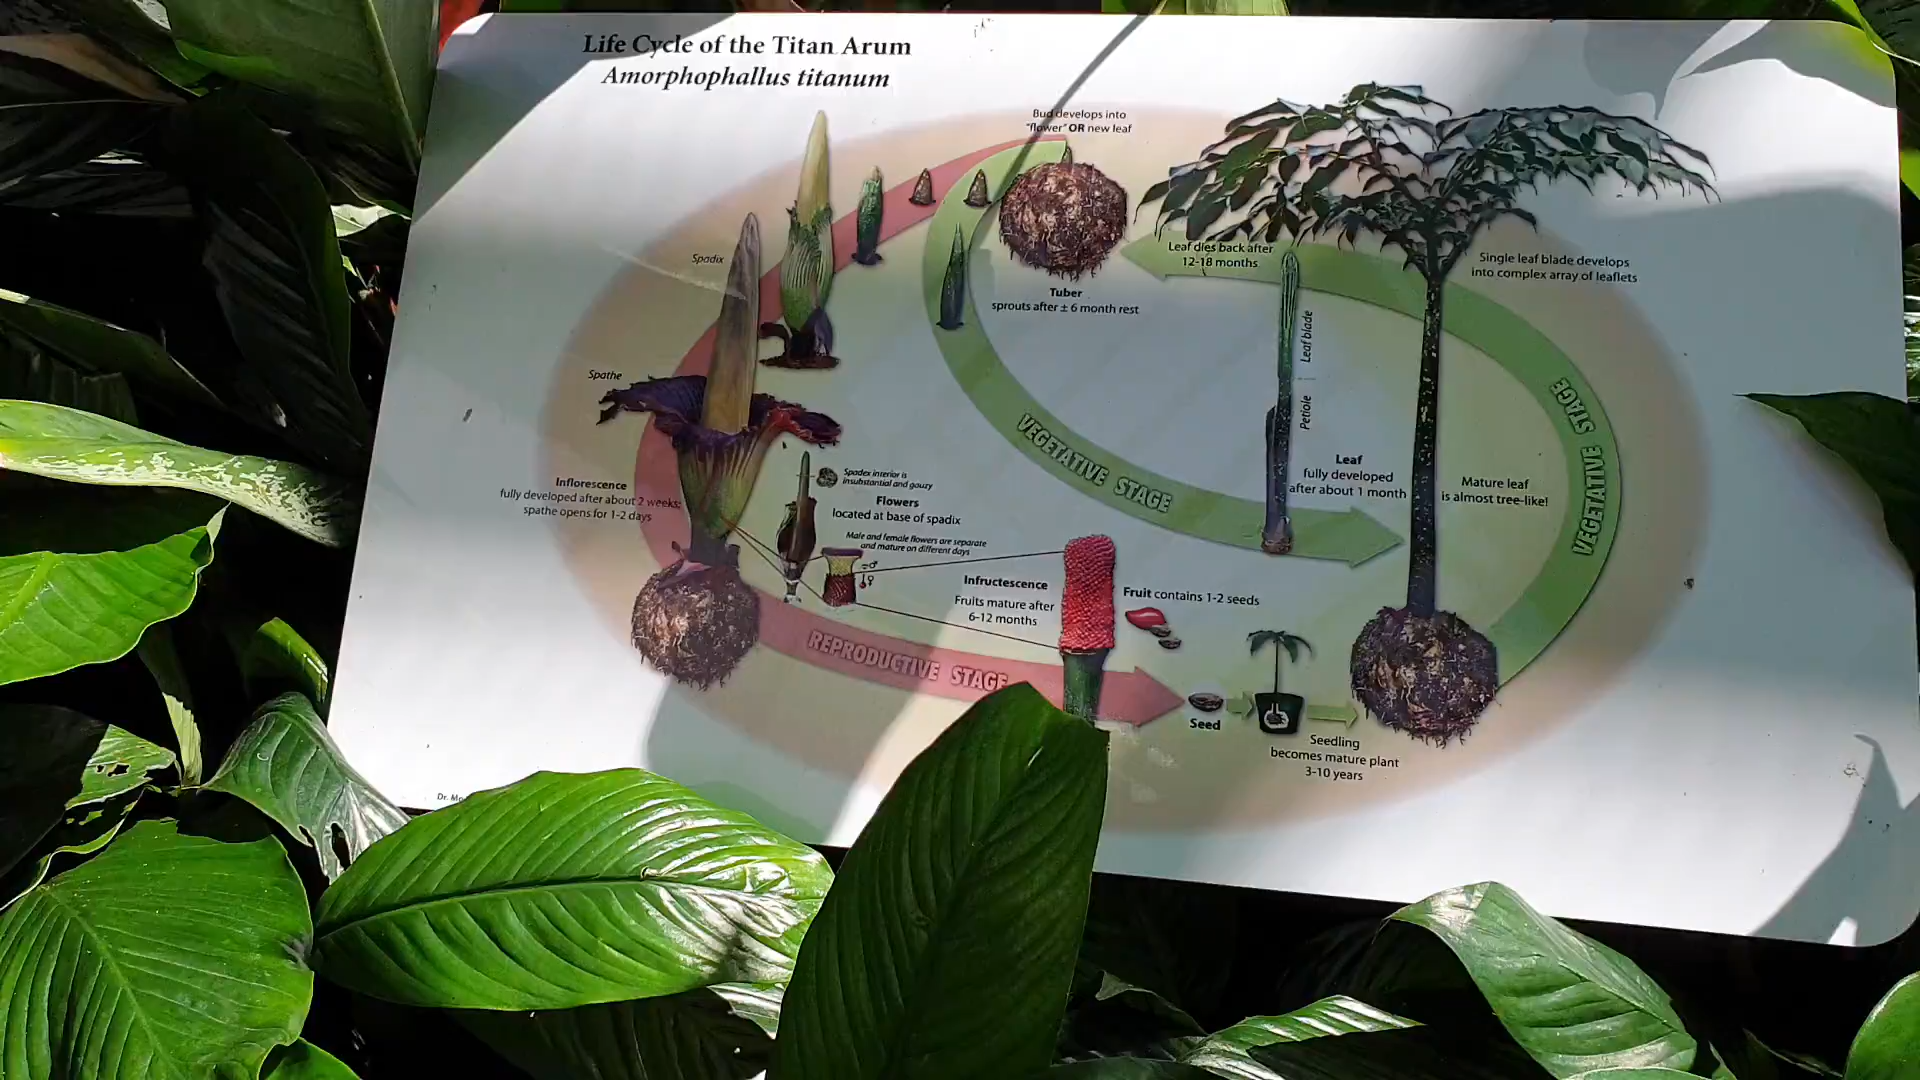 Life Cycle of the Titan Arum
Amorphophallus titanum
Bud develops into
"flower" OR new leaf
Spadix
Leaf dies back after
12-18 months
Single leaf blade develops
into complex array of leaflets
Tuber
sprouts after ± 6 month rest
Leaf blade
Petiole
Spathe
VEGETATIVE STAGE
VEGETATIVE STAGE
Leaf
fully developed
after about 1 month
Mature leaf
is almost tree-like!
Inflorescence
fully developed after about 2 weeks;
spathe opens for 1-2 days
Spadex interior is
insubstantial and gauzy
Flowers
located at base of spadix
Male and female flowers are separate
and mature on different days
♂
♀
Infructescence
Fruits mature after
6-12 months
Fruit contains 1-2 seeds
REPRODUCTIVE STAGE
Seed
Seedling
becomes mature plant
3-10 years
Dr.